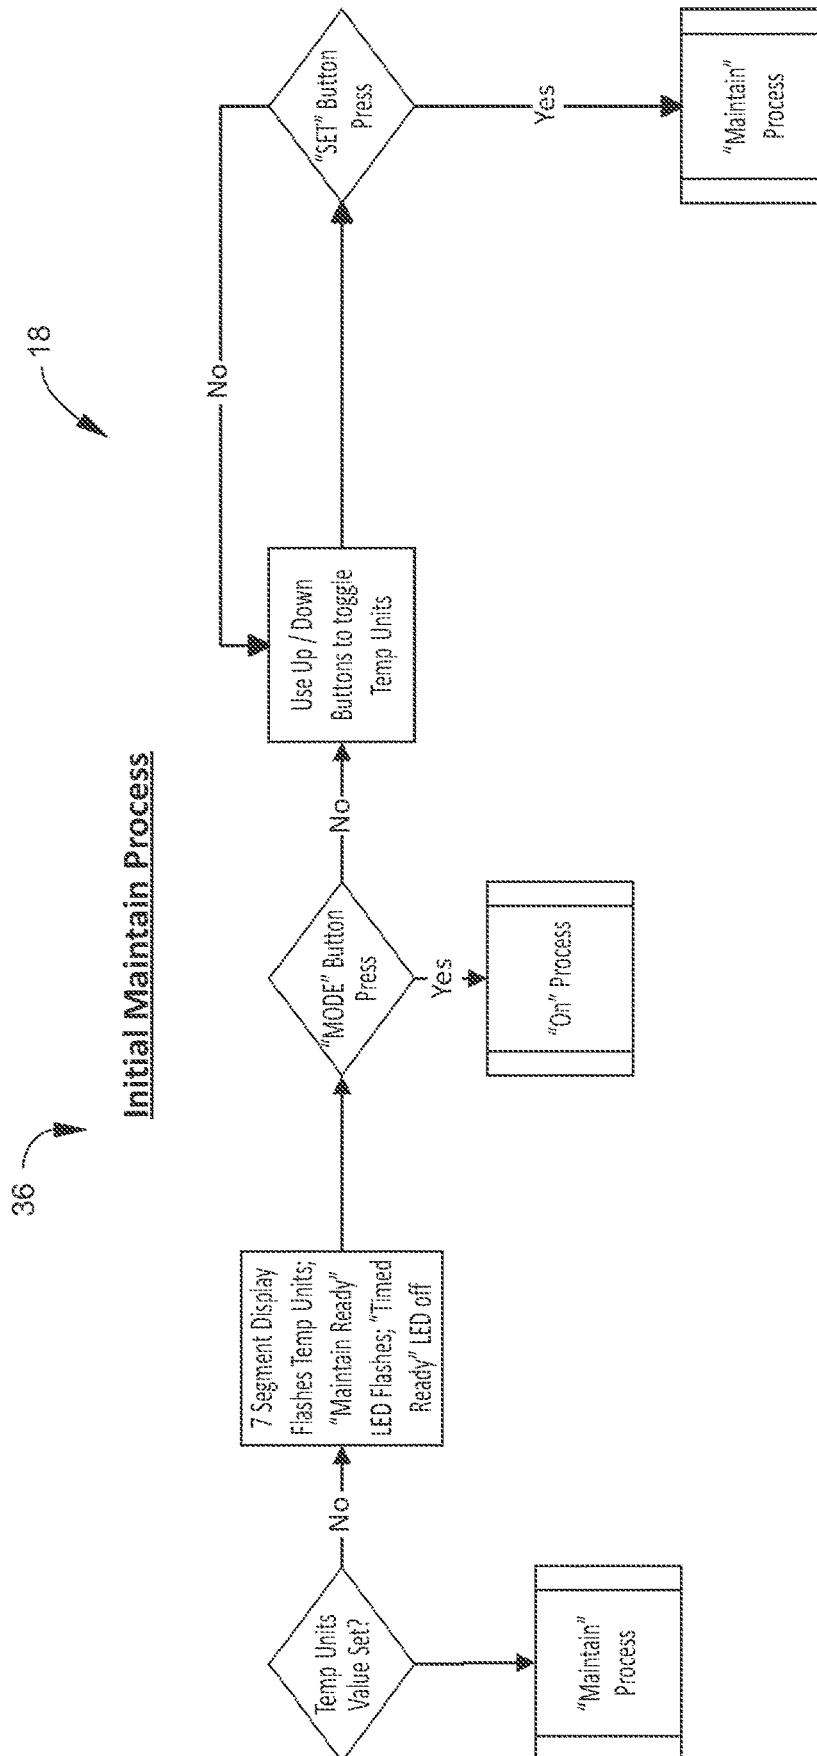 36
18
Initial Maintain Process
Temp Units
Value Set?
"Maintain"
Process
No
7 Segment Display
Flashes Temp Units;
"Maintain Ready"
LED Flashes; "Timed
Ready" LED off
"MODE" Button
Press
Yes
"On" Process
No
Use Up / Down
Buttons to toggle
Temp Units
No
"SET" Button
Press
Yes
"Maintain"
Process